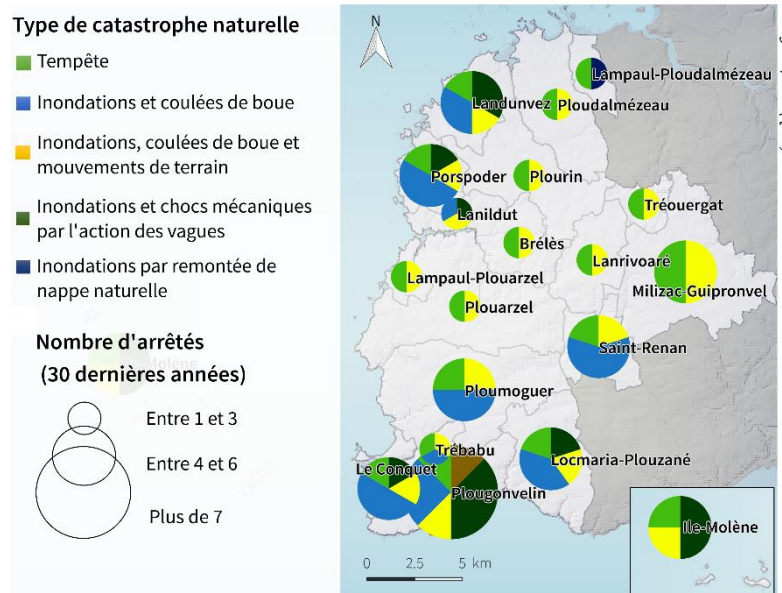 Type de catastrophe naturelle
Tempête
Inondations et coulées de boue
Inondations, coulées de boue et
mouvements de terrain
Inondations et chocs mécaniques
par l'action des vagues
Inondations par remontée de
nappe naturelle
Nombre d'arrêtés
(30 dernières années)
Entre 1 et 3
Entre 4 et 6
Plus de 7
N
Lampaul-Ploudalmézeau
Landunvez
Ploudalmézeau
Porspoder
Plourin
Lanildut
Tréouergat
Brélès
Lanrivoaré
Lampaul-Plouarzel
Milizac-Guipronvel
Plouarzel
Saint-Renan
Ploumoguer
Trébabu
Le Conquet
Locmaria-Plouzané
Plougonvelin
Ile-Molène
0 2.5 5 km